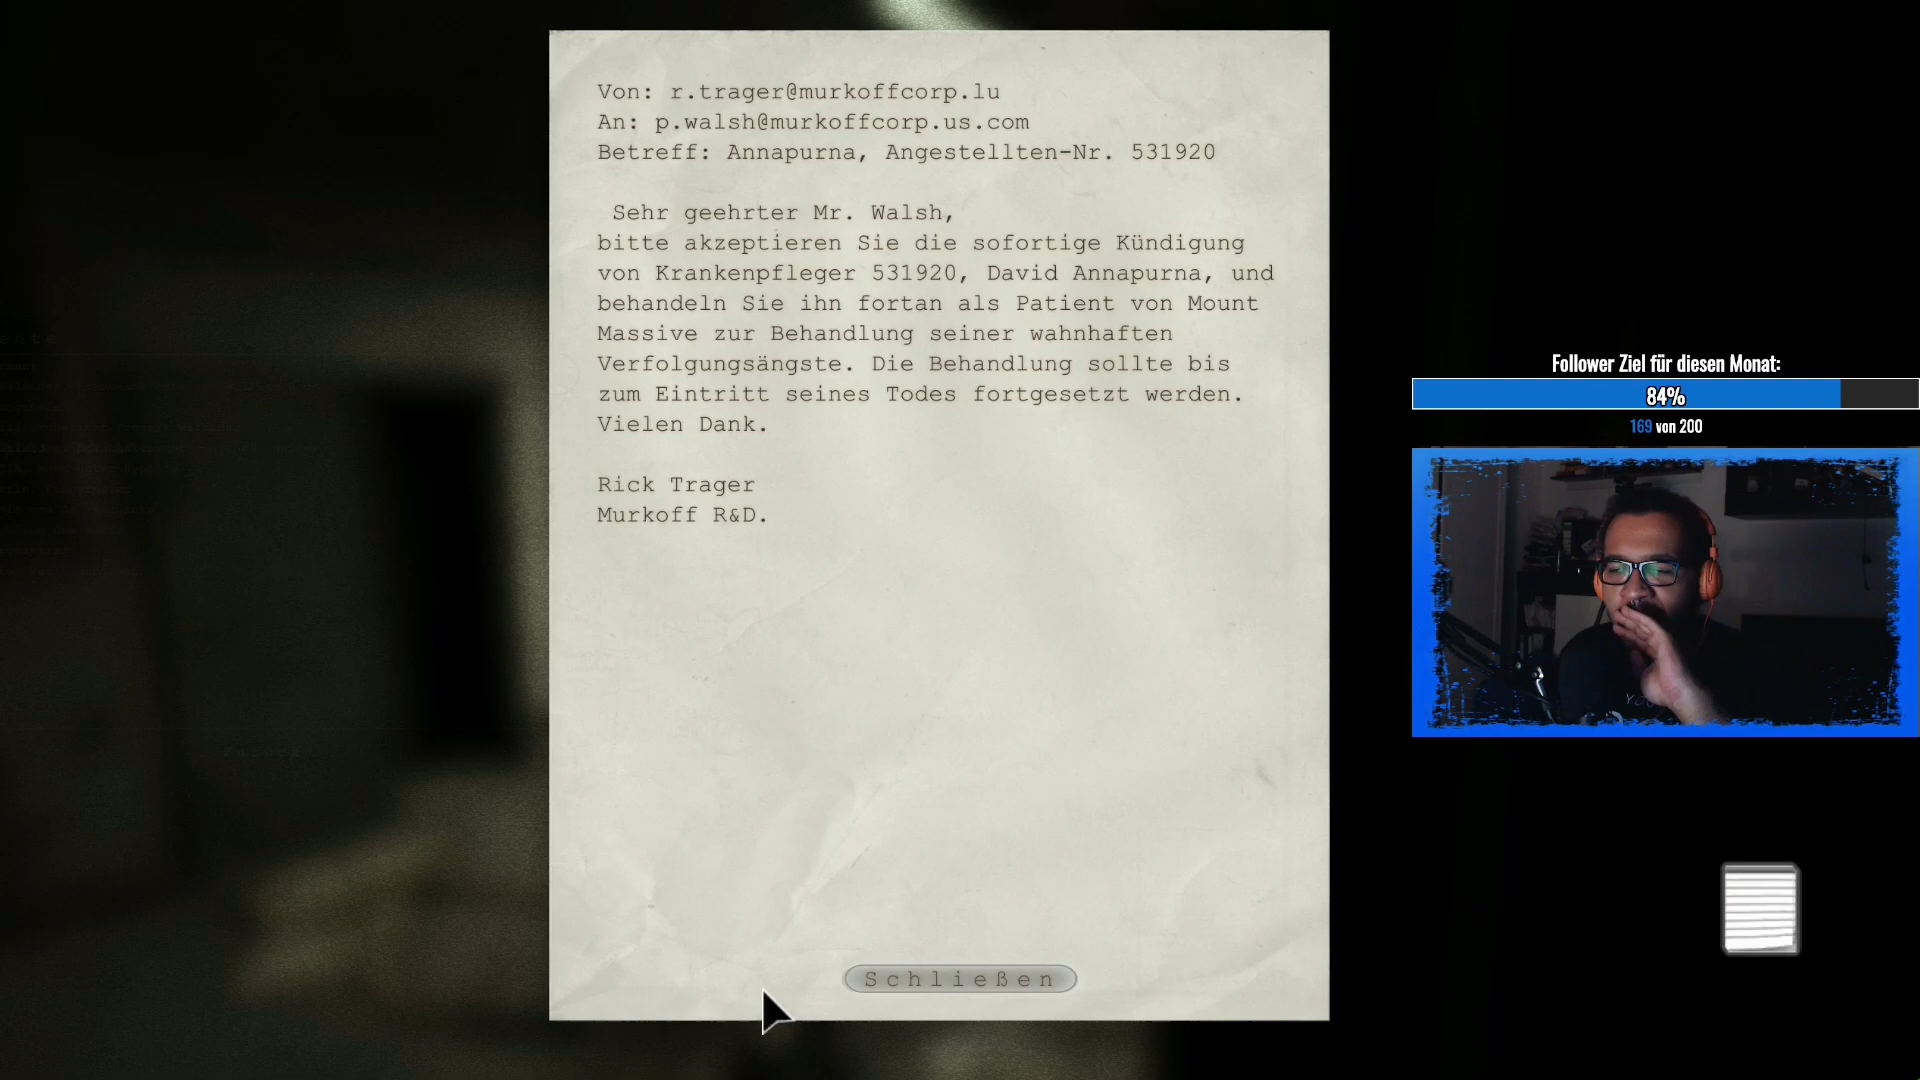 Von: r.trager@murkoffcorp.lu
An: p.walsh@murkoffcorp.us.com
Betreff: Annapurna, Angestellten-Nr. 531920
Sehr geehrter Mr. Walsh,
bitte akzeptieren Sie die sofortige Kündigung
von Krankenpfleger 531920, David Annapurna, und
behandeln Sie ihn fortan als Patient von Mount
Massive zur Behandlung seiner wahnhaften
Verfolgungsängste. Die Behandlung sollte bis
zum Eintritt seines Todes fortgesetzt werden.
Vielen Dank.
Rick Trager
Murkoff R&D.
Schließen
Follower Ziel für diesen Monat:
84%
169 von 200